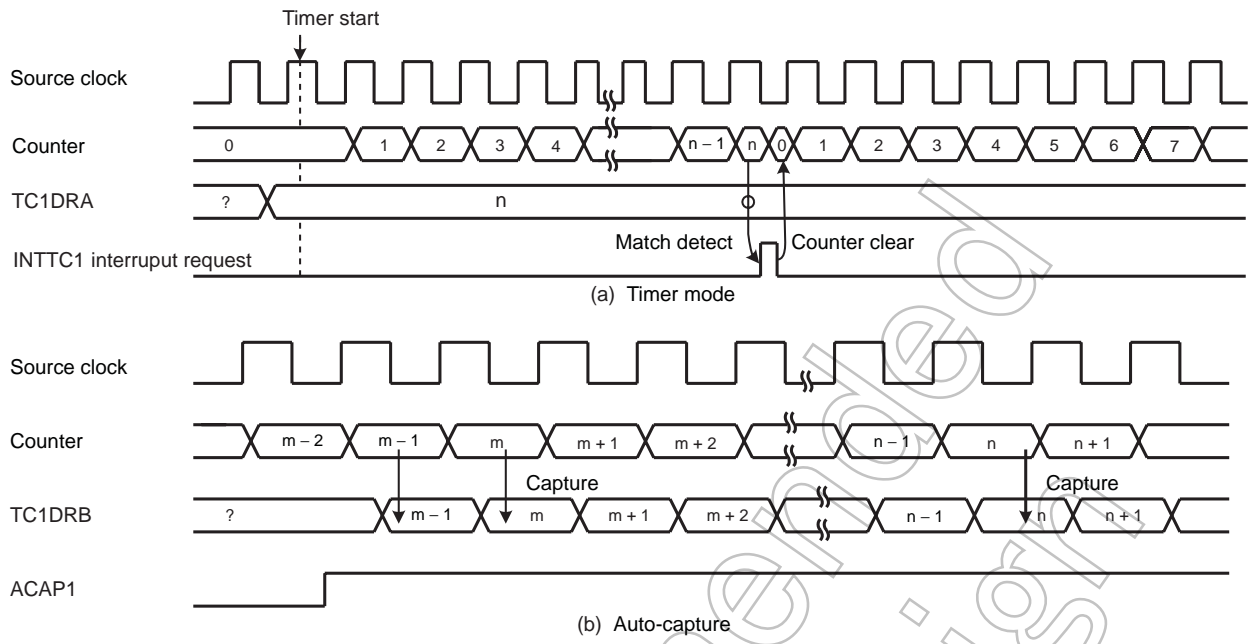 Timer start
Source clock
Counter 0 1 2 3 4 n – 1 n 0 1 2 3 4 5 6 7
TC1DRA ? n
Match detect Counter clear
INTTC1 interruput request
(a) Timer mode
Source clock
Counter m – 2 m – 1 m m + 1 m + 2 n – 1 n n + 1
Capture Capture
TC1DRB ? m – 1 m m + 1 m + 2 n – 1 n n + 1
ACAP1
(b) Auto-capture
ended
ign